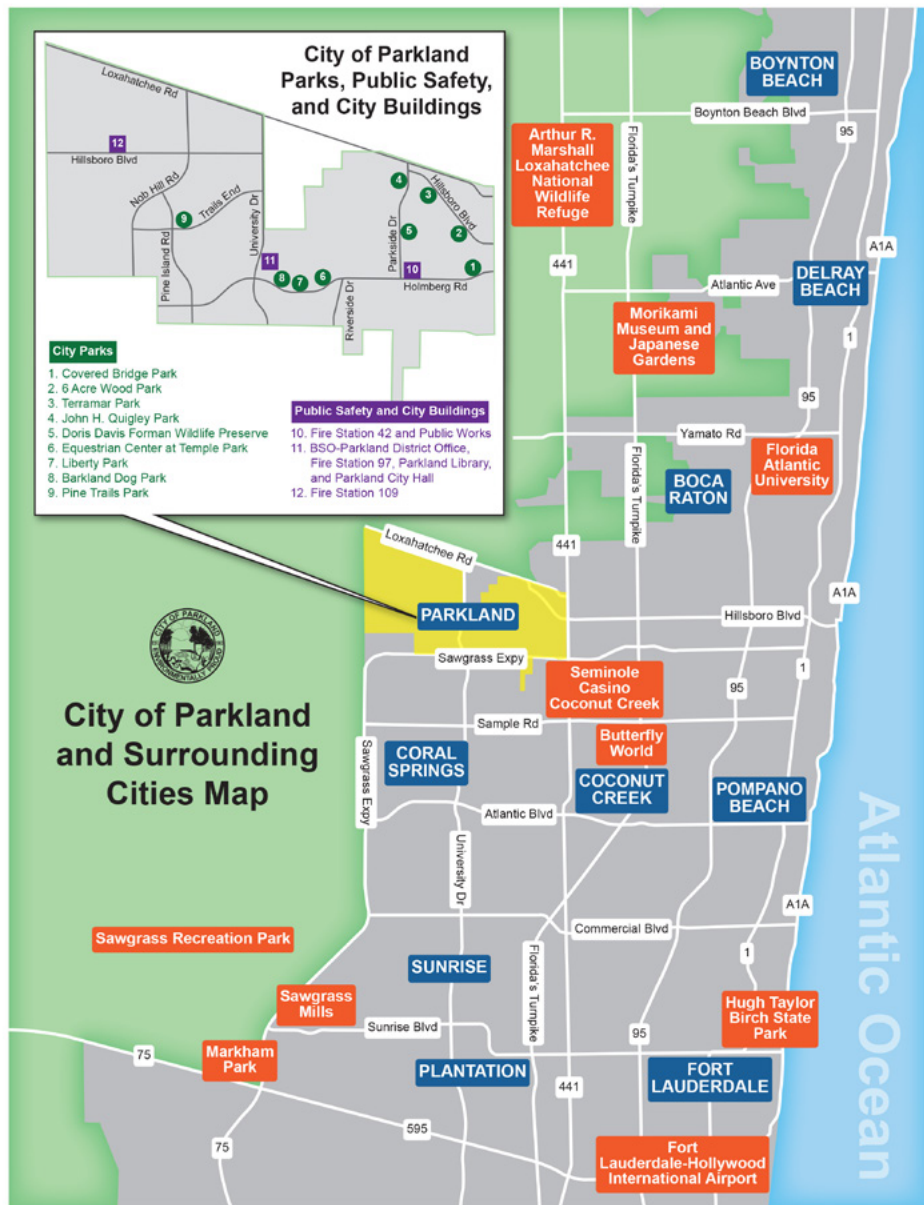 City of Parkland
Parks, Public Safety,
and City Buildings
Loxahatchee Rd
12
Hillsboro Blvd
Nob Hill Rd
Trails End
9
Pine Island Rd
University Dr
11
8
7
6
Riverside Dr
4
3
Hillsboro Blvd
5
2
Parkside Dr
10
1
Holmberg Rd
City Parks
1. Covered Bridge Park
2. 6 Acre Wood Park
3. Terramar Park
4. John H. Quigley Park
5. Doris Davis Forman Wildlife Preserve
6. Equestrian Center at Temple Park
7. Liberty Park
8. Barkland Dog Park
9. Pine Trails Park
Public Safety and City Buildings
10. Fire Station 42 and Public Works
11. BSO-Parkland District Office,
Fire Station 97, Parkland Library,
and Parkland City Hall
12. Fire Station 109
BOYNTON
BEACH
Boynton Beach Blvd
95
Arthur R.
Marshall
Loxahatchee
National
Wildlife
Refuge
Florida's Turnpike
A1A
441
DELRAY
BEACH
Atlantic Ave
Morikami
Museum and
Japanese
Gardens
1
95
Yamato Rd
Florida
Atlantic
University
Florida's Turnpike
BOCA
RATON
441
Loxahatchee Rd
A1A
PARKLAND
Hillsboro Blvd
CITY OF PARKLAND
ENVIRONMENTALLY PROUD
Sawgrass Expy
1
Seminole
Casino
Coconut Creek
95
City of Parkland
and Surrounding
Cities Map
Sample Rd
Butterfly
World
Sawgrass Expy
CORAL
SPRINGS
COCONUT
CREEK
POMPANO
BEACH
Atlantic Blvd
Atlantic Ocean
University Dr
A1A
Commercial Blvd
Sawgrass Recreation Park
Florida's Turnpike
1
SUNRISE
Sawgrass
Mills
Hugh Taylor
Birch State
Park
Sunrise Blvd
95
Markham
Park
75
PLANTATION
FORT
LAUDERDALE
441
595
75
Fort
Lauderdale-Hollywood
International Airport